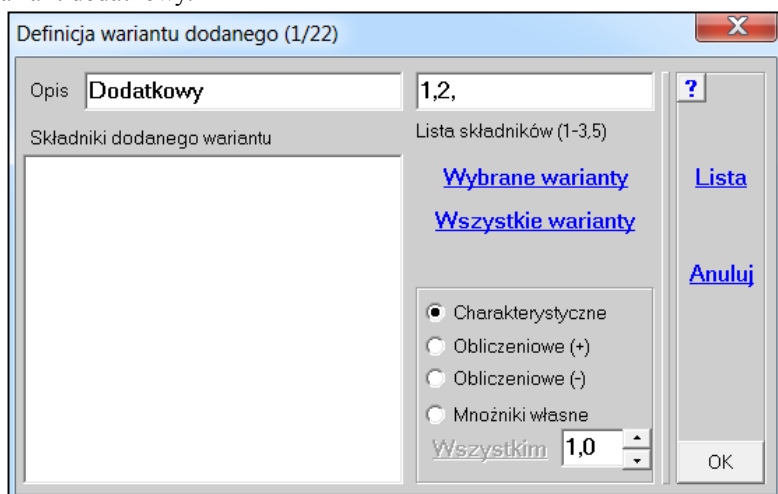 Definicja wariantu dodanego (1/22)
X
Opis Dodatkowy 1,2, ?
Składniki dodanego wariantu Lista składników (1-3,5)
Wybrane warianty Lista
Wszystkie warianty
Anuluj
Charakterystyczne
Obliczeniowe (+)
Obliczeniowe (-)
Mnożniki własne
Wszystkim 1,0
OK